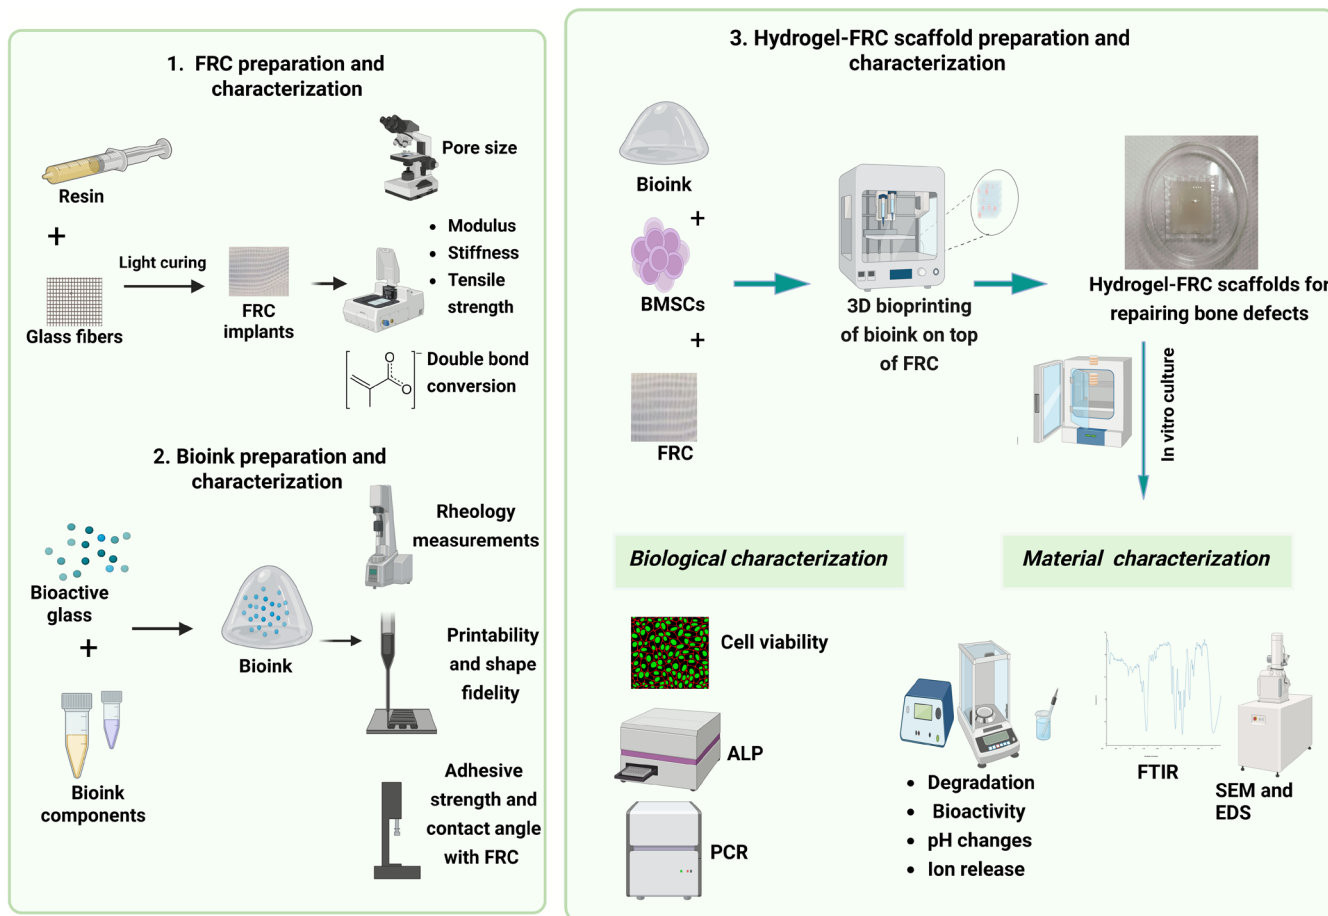 1. FRC preparation and
characterization
Resin
+
Glass fibers
Light curing
FRC
implants
Pore size
• Modulus
• Stiffness
• Tensile
strength
O
O
−
Double bond
conversion
2. Bioink preparation and
characterization
Bioactive
glass
+
Bioink
components
Bioink
Rheology
measurements
Printability
and shape
fidelity
Adhesive
strength and
contact angle
with FRC
3. Hydrogel-FRC scaffold preparation and
characterization
Bioink
+
BMSCs
+
FRC
3D bioprinting
of bioink on top
of FRC
Hydrogel-FRC scaffolds for
repairing bone defects
In vitro culture
Biological characterization
Cell viability
ALP
PCR
Material characterization
• Degradation
• Bioactivity
• pH changes
• Ion release
FTIR
SEM and
EDS